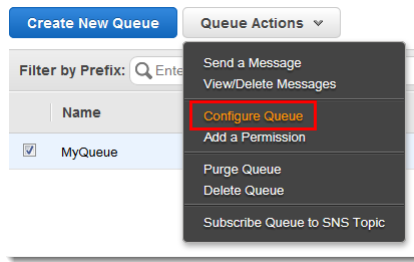 Create New Queue
Queue Actions
Filter by Prefix: Ente
Send a Message
View/Delete Messages
Name
Configure Queue
Add a Permission
MyQueue
Purge Queue
Delete Queue
Subscribe Queue to SNS Topic